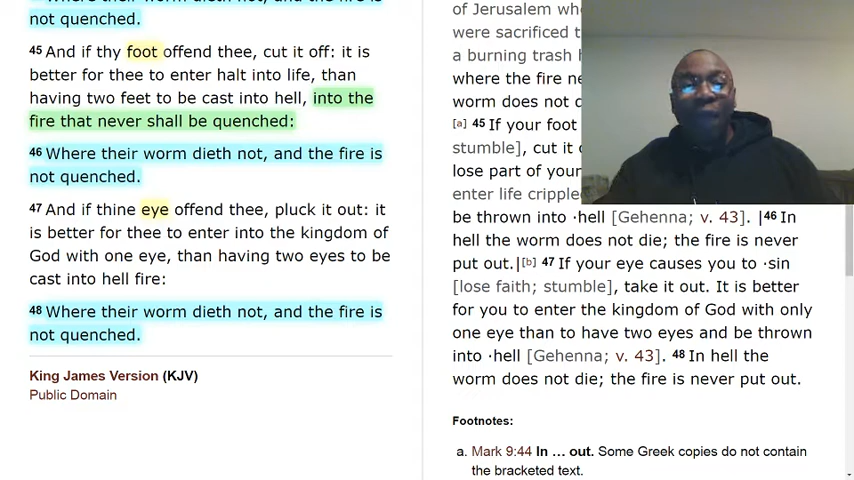 not quenched.
45 And if thy foot offend thee, cut it off: it is
better for thee to enter halt into life, than
having two feet to be cast into hell, into the
fire that never shall be quenched:
46 Where their worm dieth not, and the fire is
not quenched.
47 And if thine eye offend thee, pluck it out: it
is better for thee to enter into the kingdom of
God with one eye, than having two eyes to be
cast into hell fire:
48 Where their worm dieth not, and the fire is
not quenched.
King James Version (KJV)
Public Domain
of Jerusalem
were sacrificed t
a burning trash
where the fire
worm does not
[a] 45 If your foot
stumble], cut it
lose part of your
enter life
be thrown into ·hell [Gehenna; v. 43]. |46 In
hell the worm does not die; the fire is never
put out.|[b] 47 If your eye causes you to ·sin
[lose faith; stumble], take it out. It is better
for you to enter the kingdom of God with only
one eye than to have two eyes and be thrown
into ·hell [Gehenna; v. 43]. 48 In hell the
worm does not die; the fire is never put out.
Footnotes:
a. Mark 9:44 In ... out. Some Greek copies do not contain
the bracketed text.